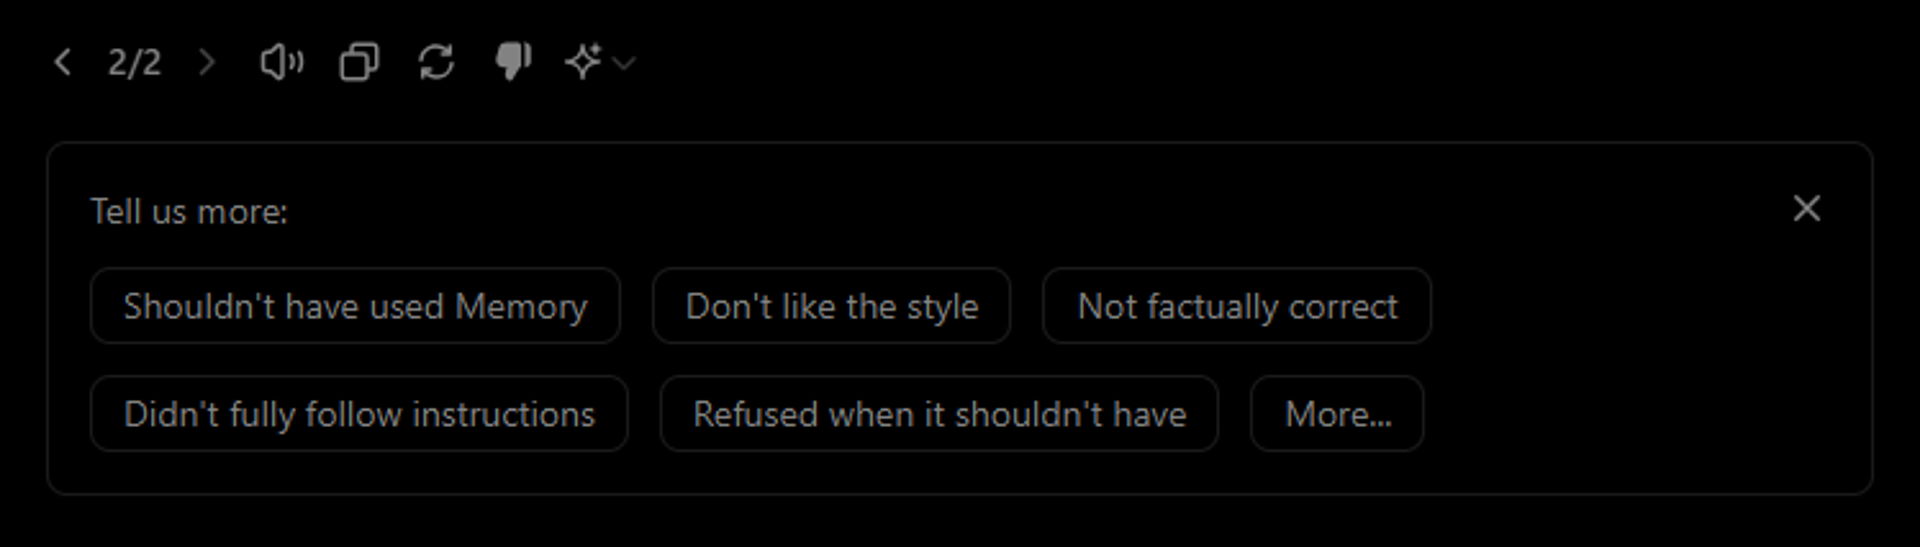 2/2
Tell us more:
Shouldn't have used Memory Don't like the style Not factually correct
Didn't fully follow instructions Refused when it shouldn't have More...